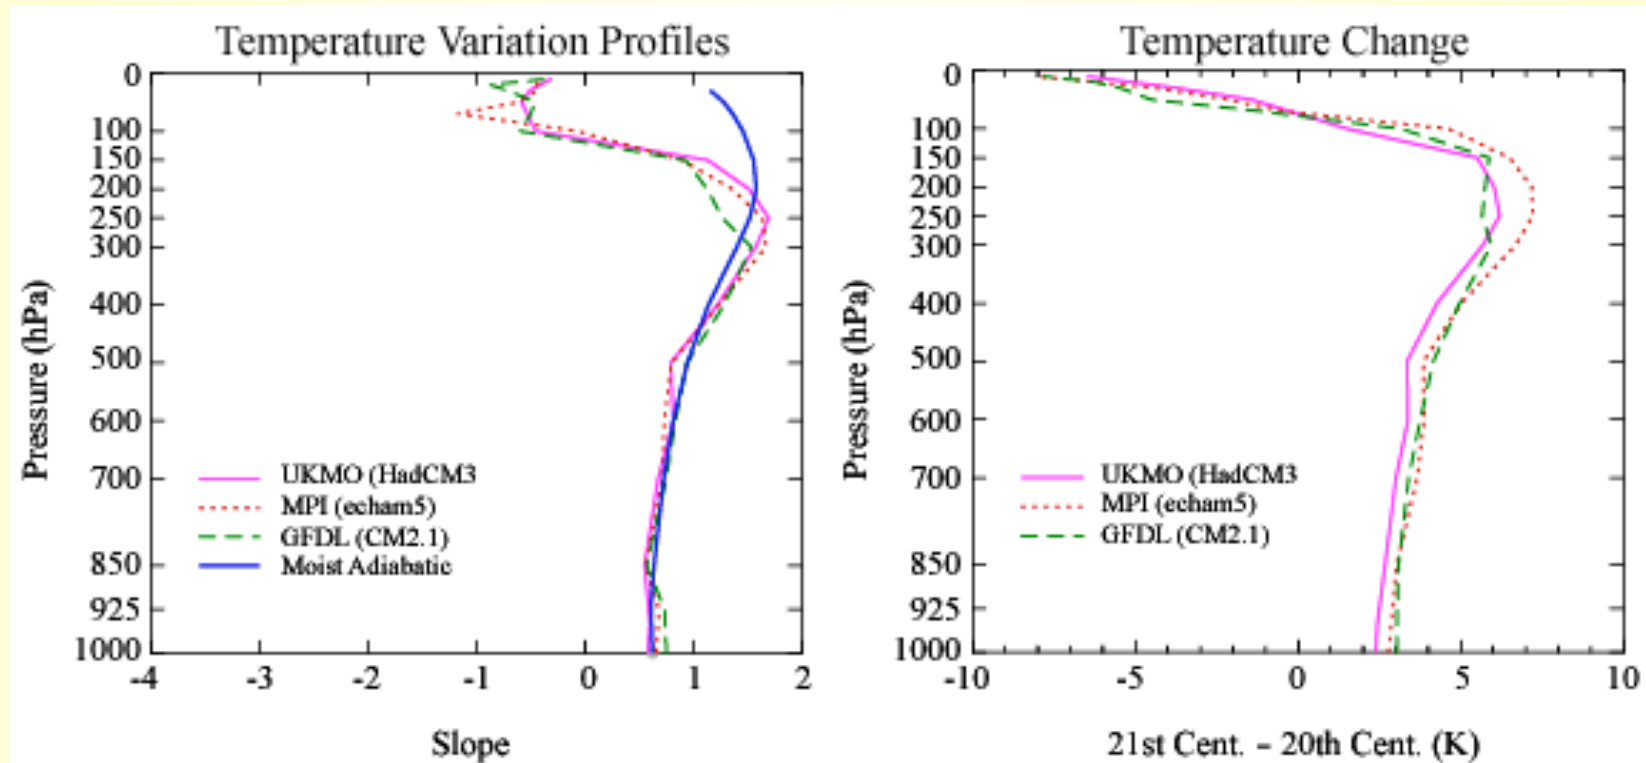 Temperature Variation Profiles
0
100
150
200
250
300
400
500
600
700
850
925
1000
Pressure (hPa)
UKMO (HadCM3
MPI (echam5)
GFDL (CM2.1)
Moist Adiabatic
-4 -3 -2 -1 0 1 2
Slope
Temperature Change
0
100
150
200
250
300
400
500
600
700
850
925
1000
Pressure (hPa)
UKMO (HadCM3
MPI (echam5)
GFDL (CM2.1)
-10 -5 0 5 10
21st Cent. - 20th Cent. (K)